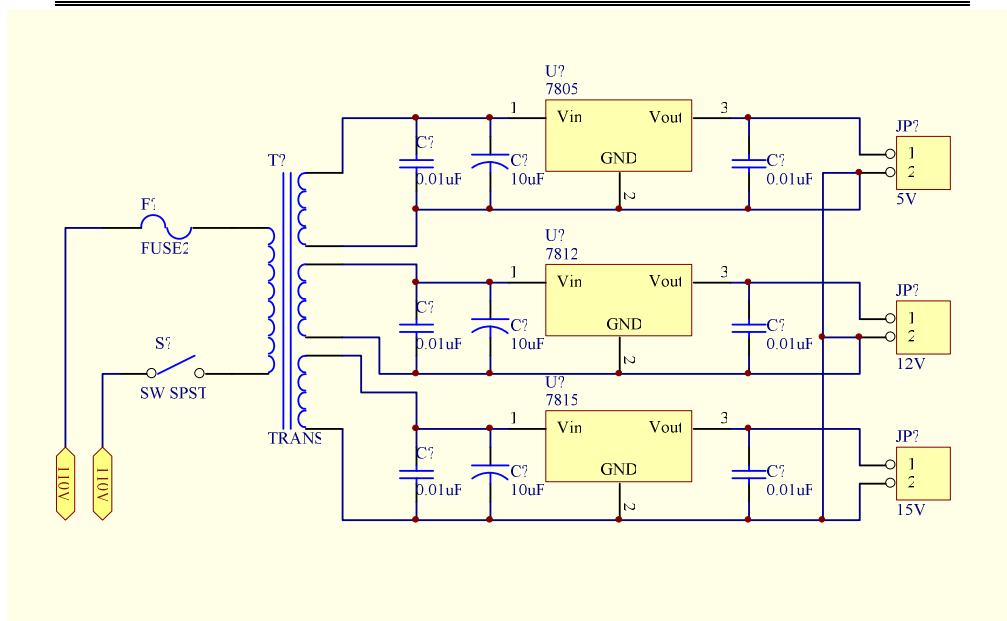 U?
7805
1
Vin
Vout
3
GND
2
C?
0.01uF
C?
10uF
C?
0.01uF
JP?
1
2
5V
T?
F?
FUSE2
S?
SW SPST
TRANS
110V
110V
U?
7812
1
Vin
Vout
3
GND
2
C?
0.01uF
C?
10uF
C?
0.01uF
JP?
1
2
12V
U?
7815
1
Vin
Vout
3
GND
2
C?
0.01uF
C?
10uF
C?
0.01uF
JP?
1
2
15V